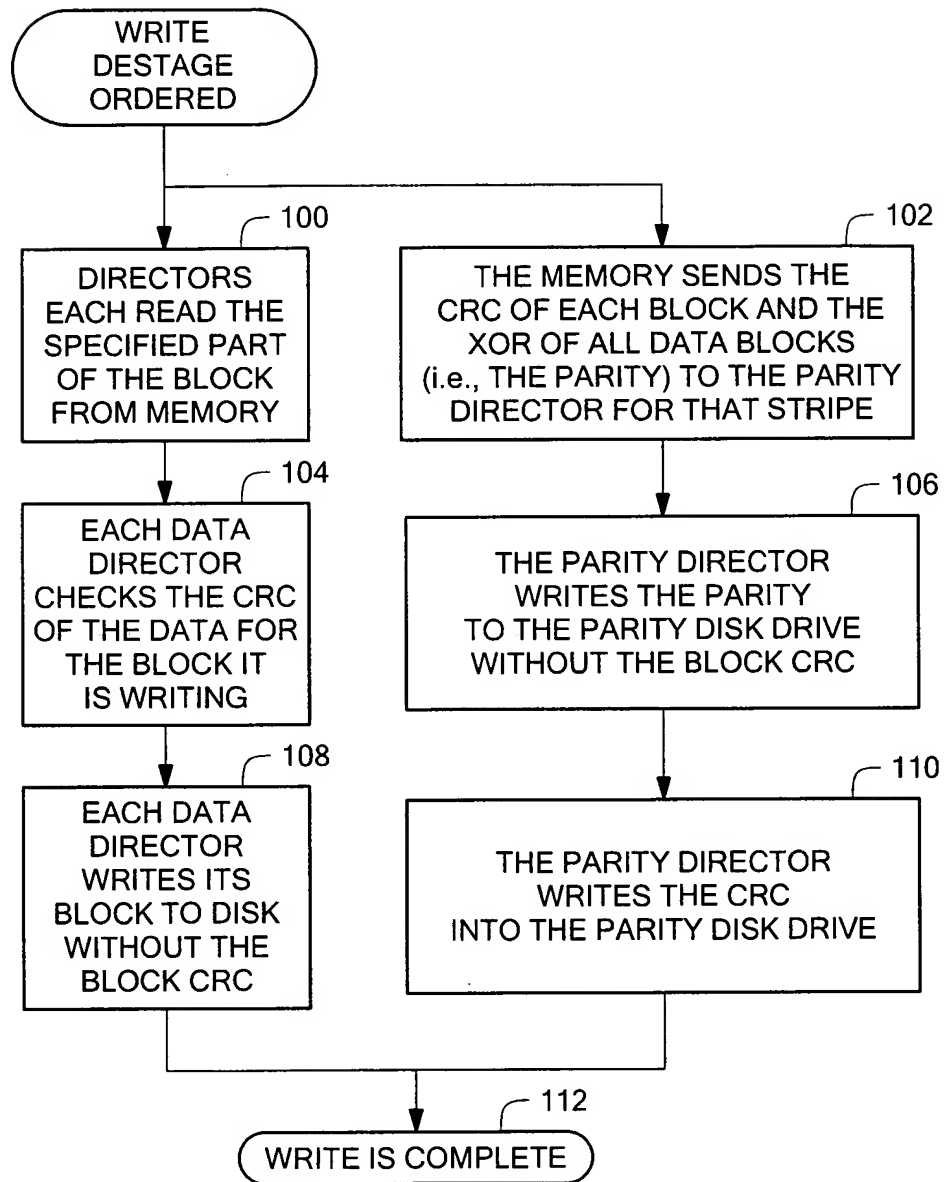 WRITE
DESTAGE
ORDERED
100
DIRECTORS
EACH READ THE
SPECIFIED PART
OF THE BLOCK
FROM MEMORY
102
THE MEMORY SENDS THE
CRC OF EACH BLOCK AND THE
XOR OF ALL DATA BLOCKS
(i.e., THE PARITY) TO THE PARITY
DIRECTOR FOR THAT STRIPE
104
EACH DATA
DIRECTOR
CHECKS THE CRC
OF THE DATA FOR
THE BLOCK IT
IS WRITING
106
THE PARITY DIRECTOR
WRITES THE PARITY
TO THE PARITY DISK DRIVE
WITHOUT THE BLOCK CRC
108
EACH DATA
DIRECTOR
WRITES ITS
BLOCK TO DISK
WITHOUT THE
BLOCK CRC
110
THE PARITY DIRECTOR
WRITES THE CRC
INTO THE PARITY DISK DRIVE
112
WRITE IS COMPLETE